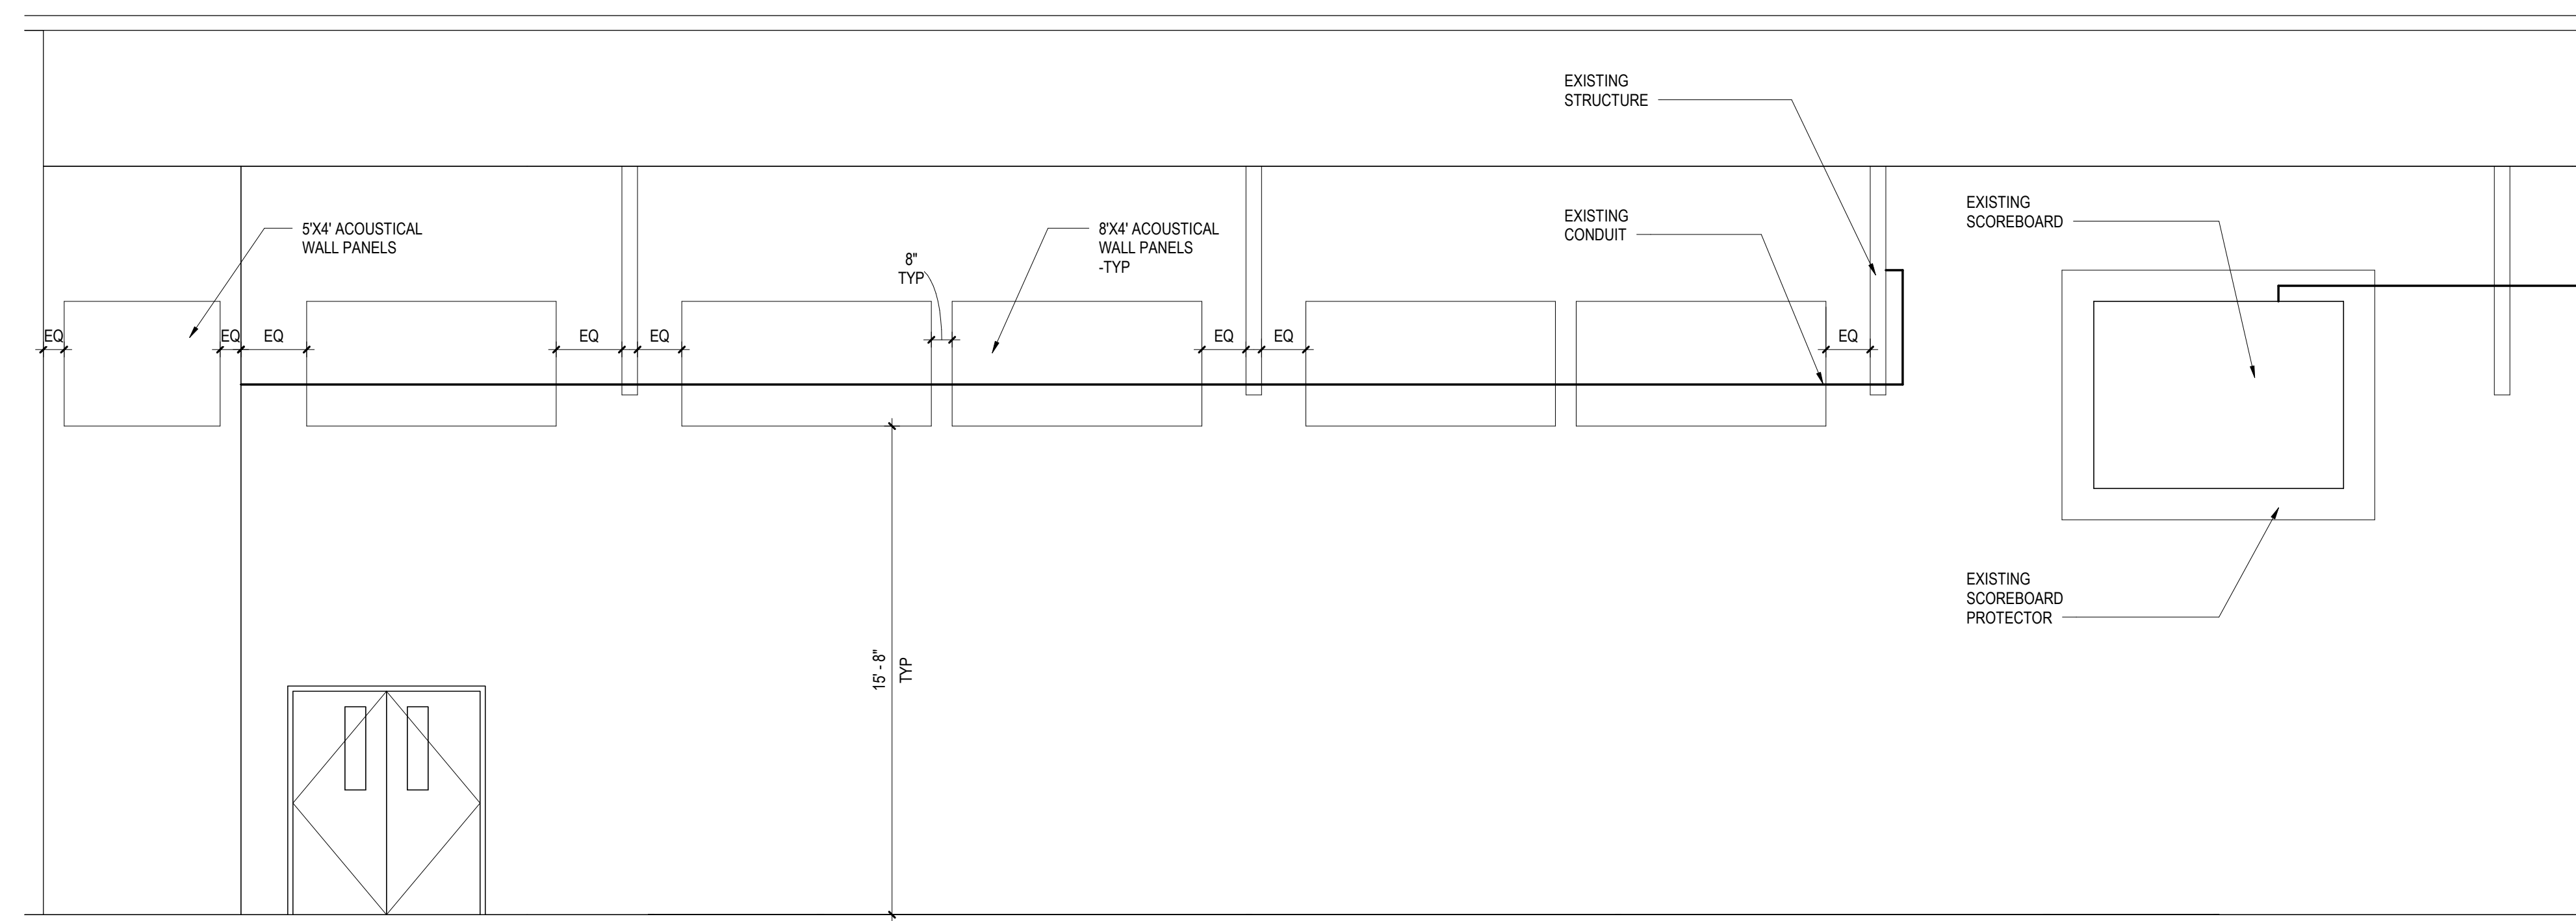 EXISTING
STRUCTURE
EXISTING
SCOREBOARD
5'X4' ACOUSTICAL
WALL PANELS
8'X4' ACOUSTICAL
WALL PANELS
-TYP
EXISTING
CONDUIT
8"
TYP
EQ
EQ
EQ
EQ
EQ
EQ
EQ
EQ
EXISTING
SCOREBOARD
PROTECTOR
15' - 8"
TYP